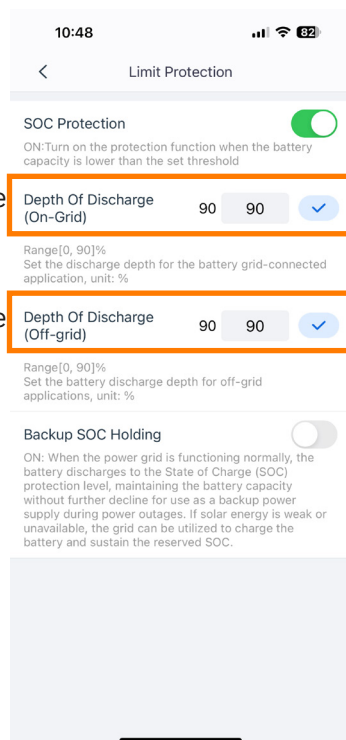 10:48
82
Limit Protection
SOC Protection
ON:Turn on the protection function when the battery
capacity is lower than the set threshold
e
Depth Of Discharge
(On-Grid)
90
90
Range[0, 90]%
Set the discharge depth for the battery grid-connected
application, unit: %
e
Depth Of Discharge
(Off-grid)
90
90
Range[0, 90]%
Set the battery discharge depth for off-grid
applications, unit: %
Backup SOC Holding
ON: When the power grid is functioning normally, the
battery discharges to the State of Charge (SOC)
protection level, maintaining the battery capacity
without further decline for use as a backup power
supply during power outages. If solar energy is weak or
unavailable, the grid can be utilized to charge the
battery and sustain the reserved SOC.